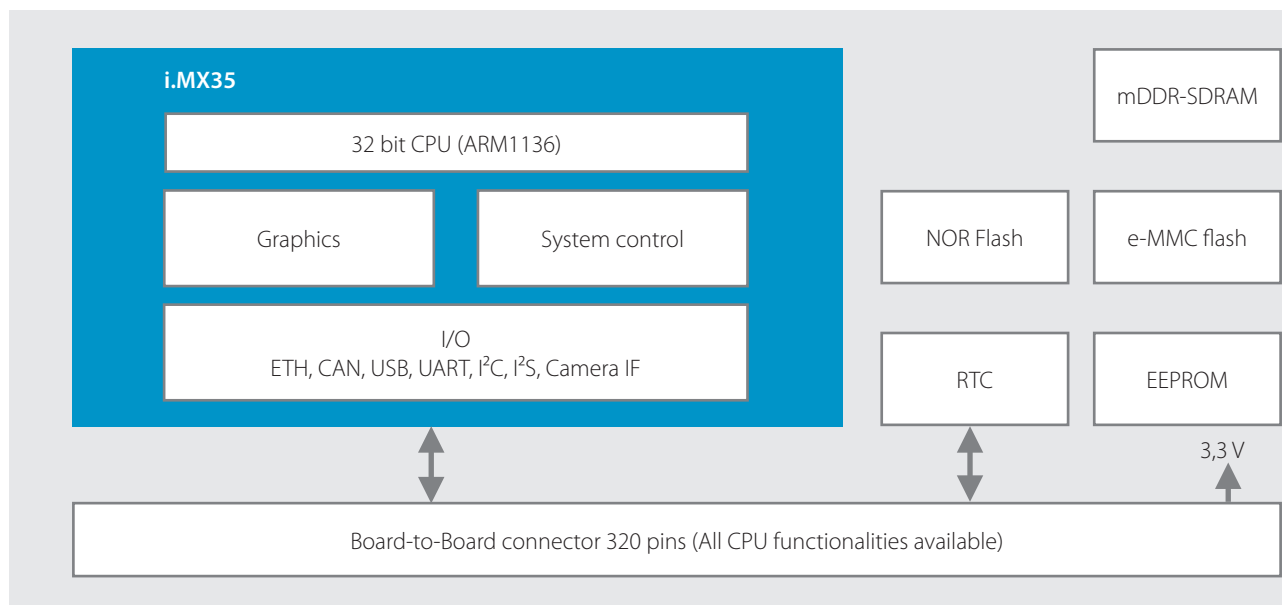 i.MX35
mDDR-SDRAM
32 bit CPU (ARM1136)
Graphics
System control
NOR Flash
e-MMC flash
I/O
ETH, CAN, USB, UART, I²C, I²S, Camera IF
RTC
EEPROM
3,3 V
Board-to-Board connector 320 pins (All CPU functionalities available)